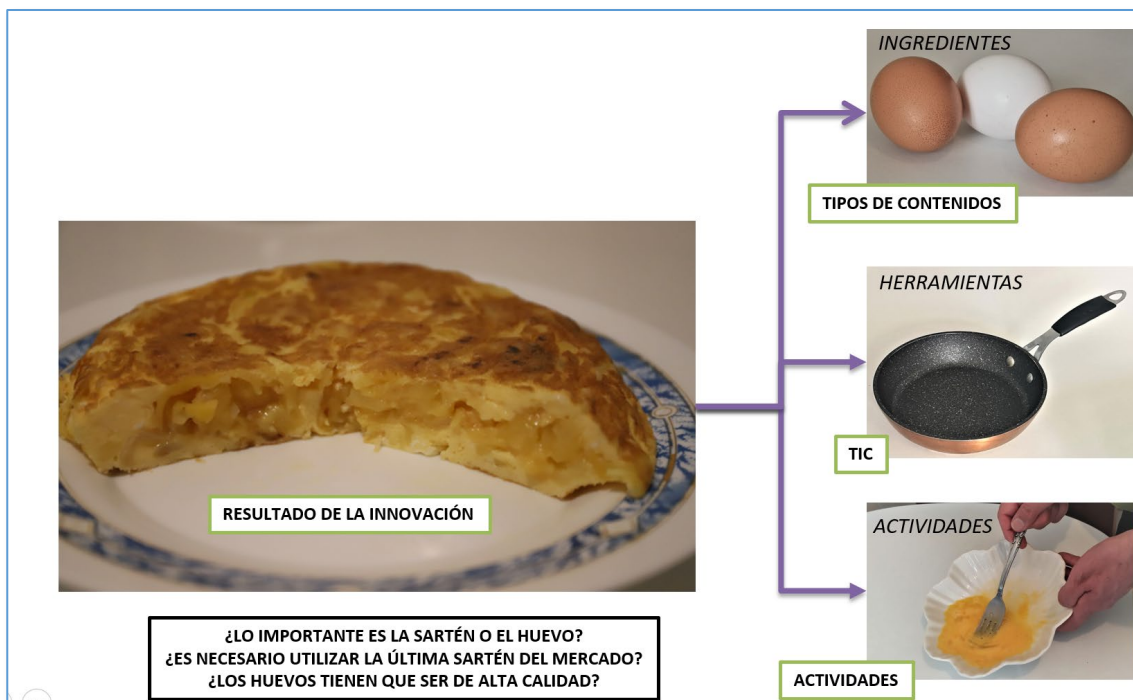 INGREDIENTES
TIPOS DE CONTENIDOS
HERRAMIENTAS
TIC
ACTIVIDADES
ACTIVIDADES
RESULTADO DE LA INNOVACIÓN
¿LO IMPORTANTE ES LA SARTÉN O EL HUEVO?
¿ES NECESARIO UTILIZAR LA ÚLTIMA SARTÉN DEL MERCADO?
¿LOS HUEVOS TIENEN QUE SER DE ALTA CALIDAD?